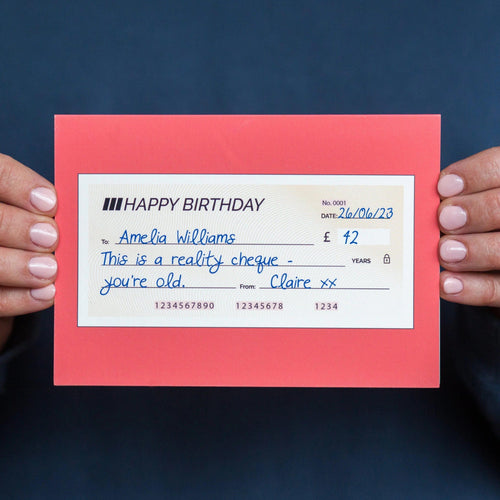 HAPPY BIRTHDAY
No. 0001
DATE: 26/06/23
To: Amelia Williams £ 42
This is a reality cheque - YEARS
you're old. From: Claire xx
1234567890 12345678 1234